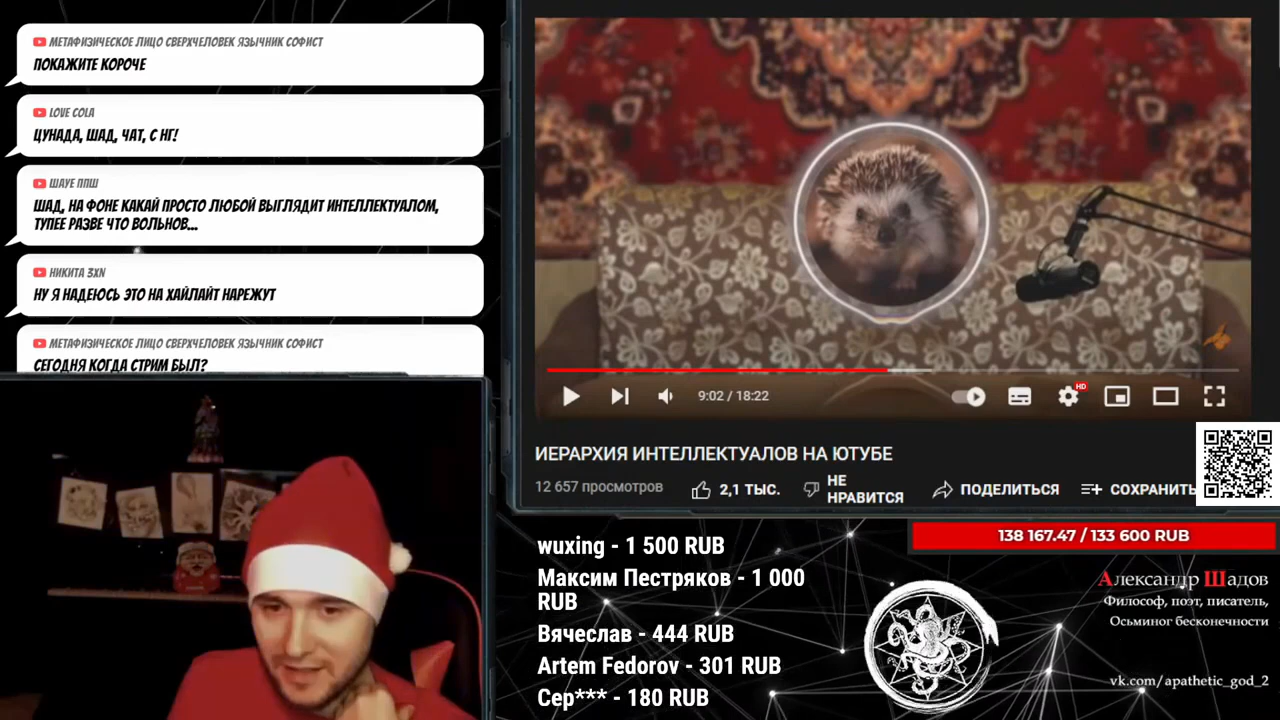 МЕТАФИЗИЧЕСКОЕ ЛИЦО СВЕРХЧЕЛОВЕК ЯЗЫЧНИК СОФИСТ
ПОКАЖИТЕ КОРОЧЕ
LOVE COLA
ЦУНАДА, ШАД, ЧАТ, С НГ!
ШАУЕ ППШ
ШАД, НА ФОНЕ КАКАЙ ПРОСТО ЛЮБОЙ ВЫГЛЯДИТ ИНТЕЛЛЕКТУАЛОМ,
ТУПЕЕ РАЗВЕ ЧТО ВОЛЬНОВ...
НИКИТА 3XN
НУ Я НАДЕЮСЬ ЭТО НА ХАЙЛАЙТ НАРЕЖУТ
МЕТАФИЗИЧЕСКОЕ ЛИЦО СВЕРХЧЕЛОВЕК ЯЗЫЧНИК СОФИСТ
СЕГОДНЯ КОГДА СТРИМ БЫЛ?
9:02 / 18:22
HD
ИЕРАРХИЯ ИНТЕЛЛЕКТУАЛОВ НА ЮТУБЕ
12 657 просмотров
2,1 ТЫС.
НЕ
НРАВИТСЯ
ПОДЕЛИТЬСЯ
СОХРАНИТЬ
138 167.47 / 133 600 RUB
wuxing - 1 500 RUB
Максим Пестряков - 1 000
RUB
Вячеслав - 444 RUB
Artem Fedorov - 301 RUB
Сер*** - 180 RUB
Александр Шадов
Философ, поэт, писатель,
Осьминог бесконечности
vk.com/apathetic_god_2